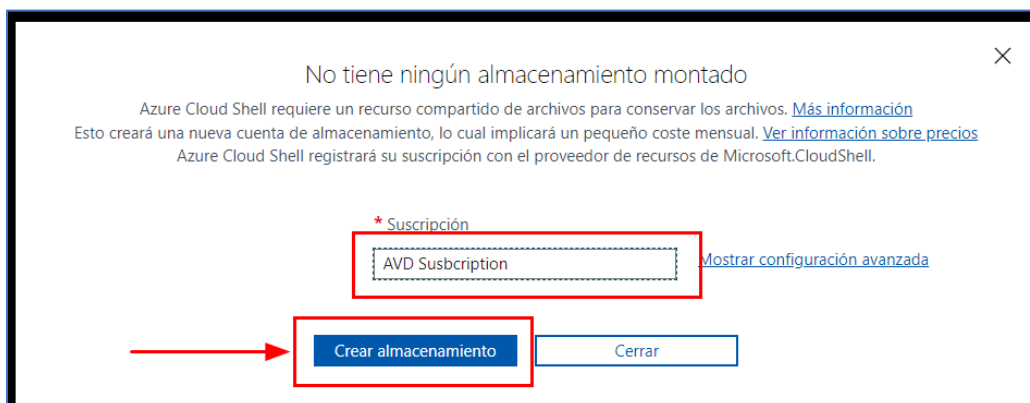 No tiene ningún almacenamiento montado
Azure Cloud Shell requiere un recurso compartido de archivos para conservar los archivos. Más información
Esto creará una nueva cuenta de almacenamiento, lo cual implicará un pequeño coste mensual. Ver información sobre precios
Azure Cloud Shell registrará su suscripción con el proveedor de recursos de Microsoft.CloudShell.
* Suscripción
AVD Susbcription Mostrar configuración avanzada
Crear almacenamiento Cerrar